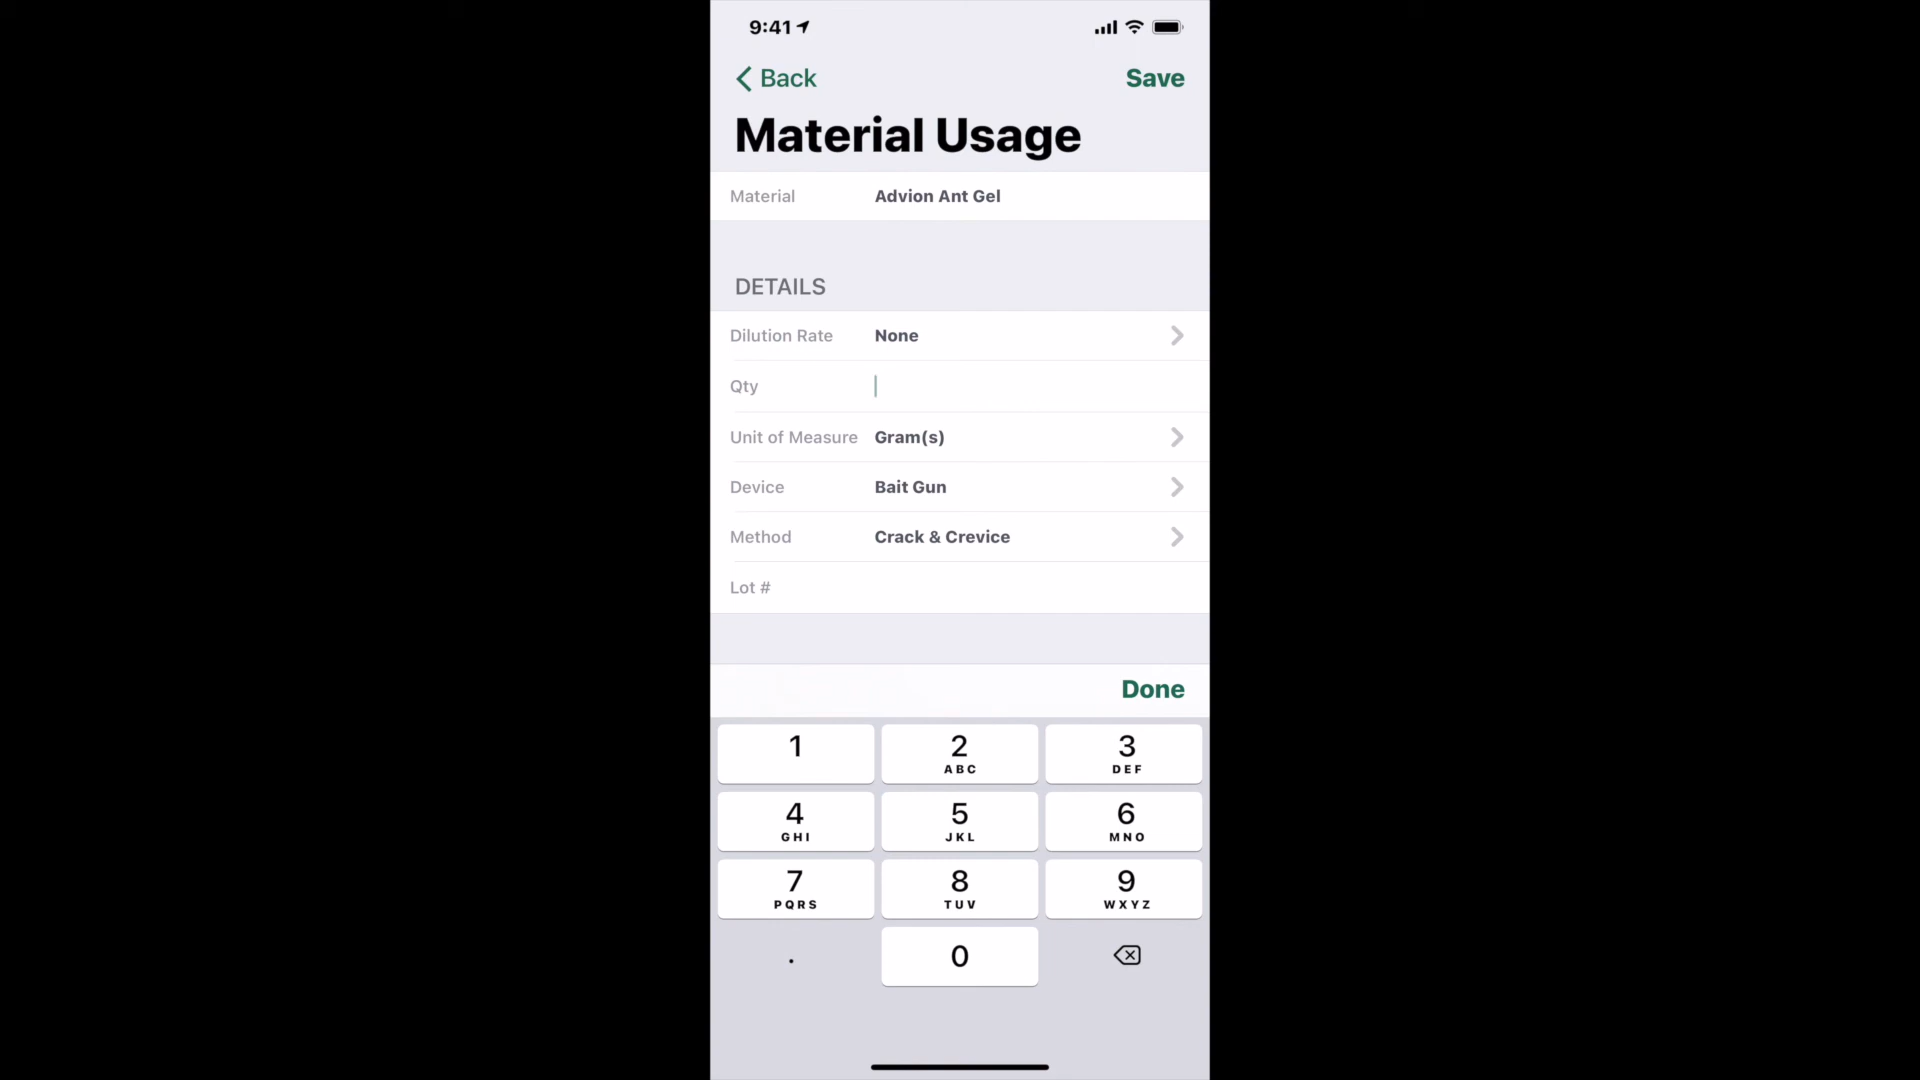 9:41
Back
Save
Material Usage
Material Advion Ant Gel
DETAILS
Dilution Rate None
Qty
Unit of Measure Gram(s)
Device Bait Gun
Method Crack & Crevice
Lot #
Done
1 2 3
ABC DEF
4 5 6
GHI JKL MNO
7 8 9
PQRS TUV WXYZ
. 0